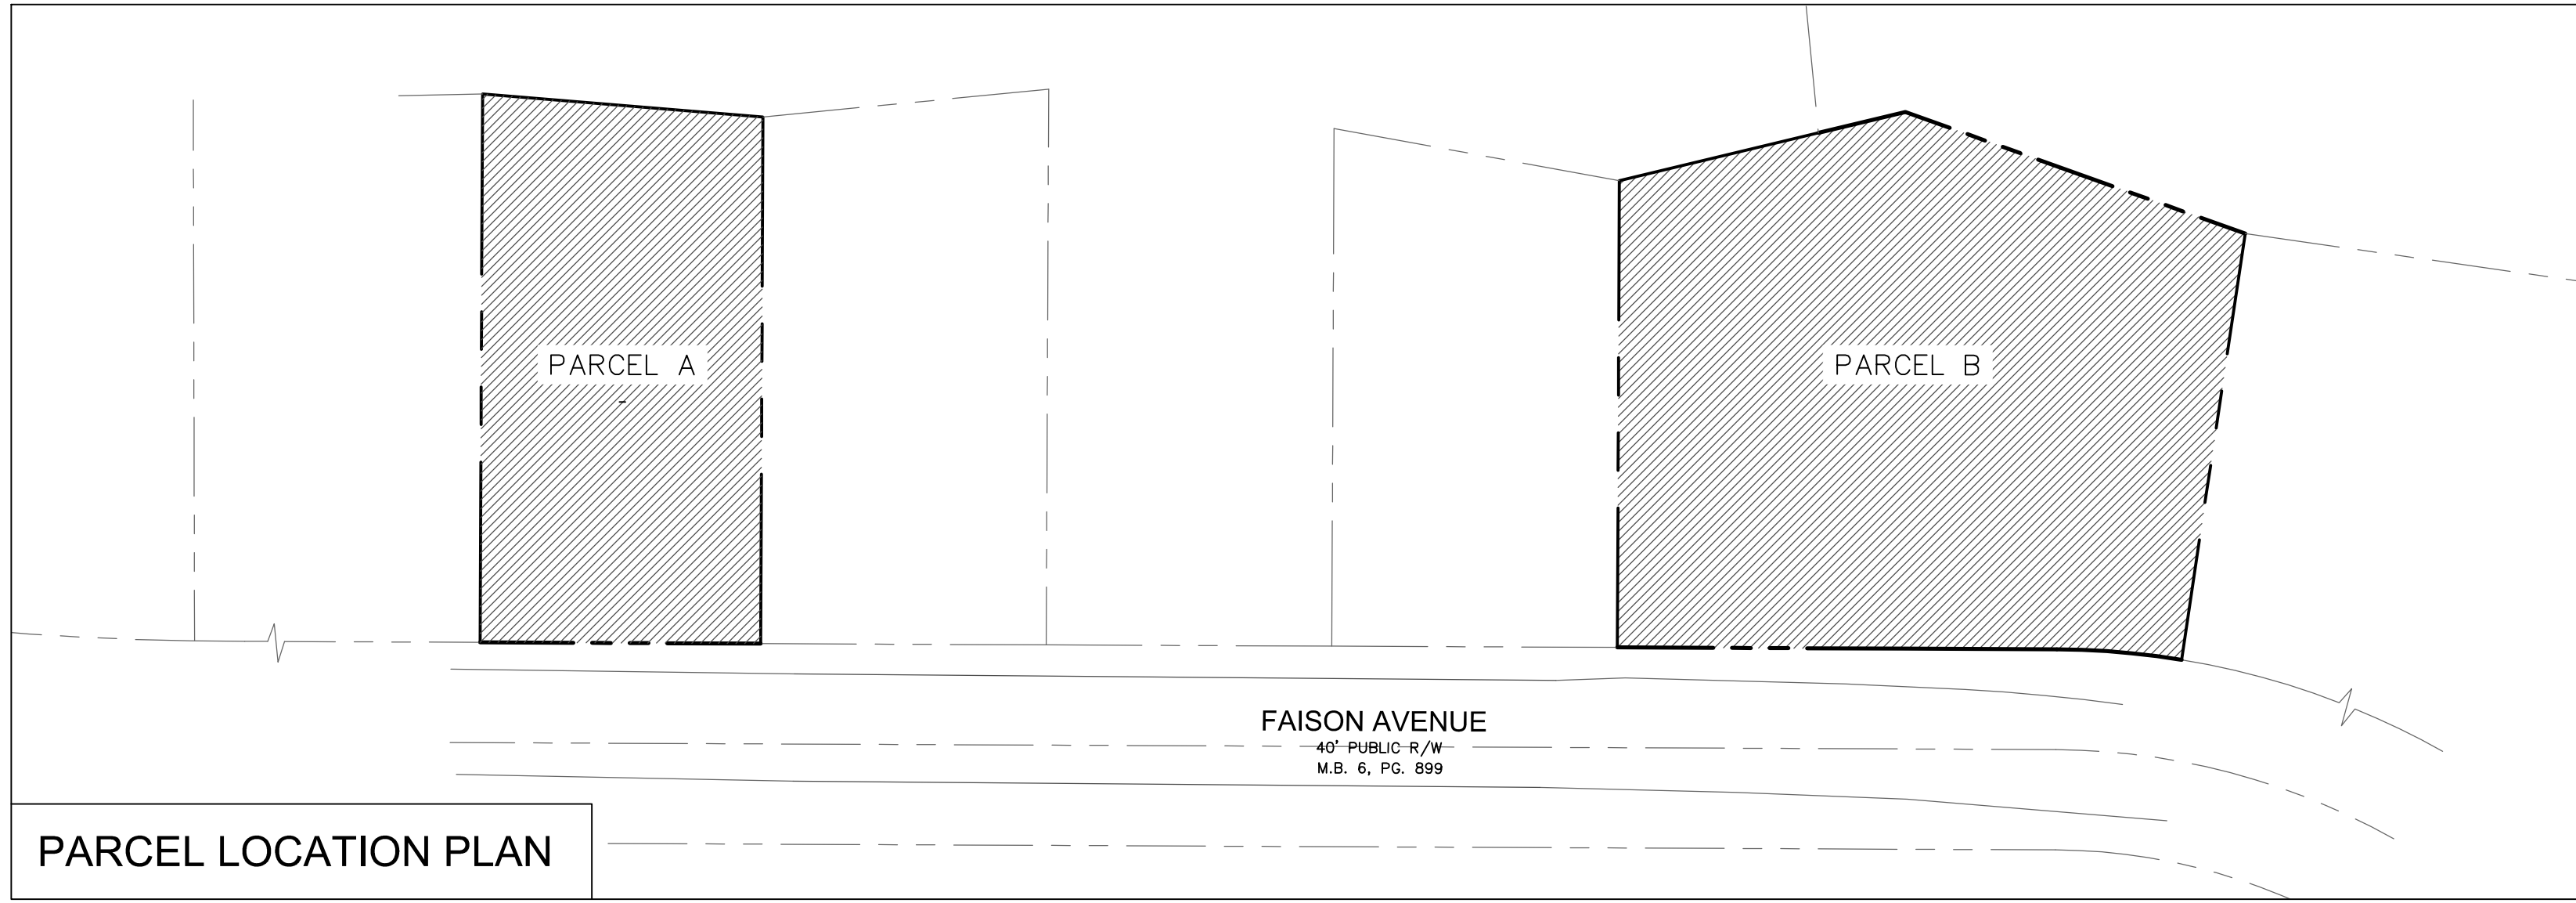 PARCEL A
PARCEL B
FAISON AVENUE
40' PUBLIC R/W
M.B. 6, PG. 899
PARCEL LOCATION PLAN